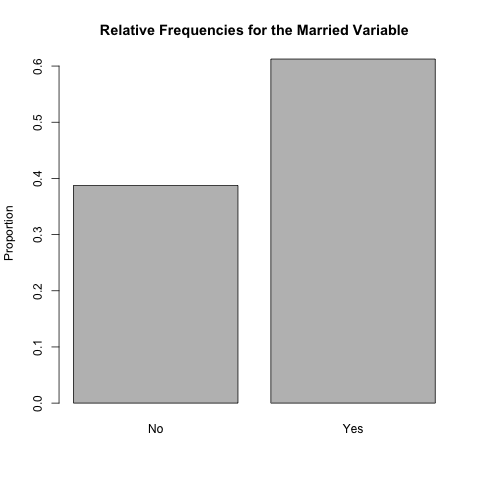 Relative Frequencies for the Married Variable
Proportion
0.6
0.5
0.4
0.3
0.2
0.1
0.0
No
Yes